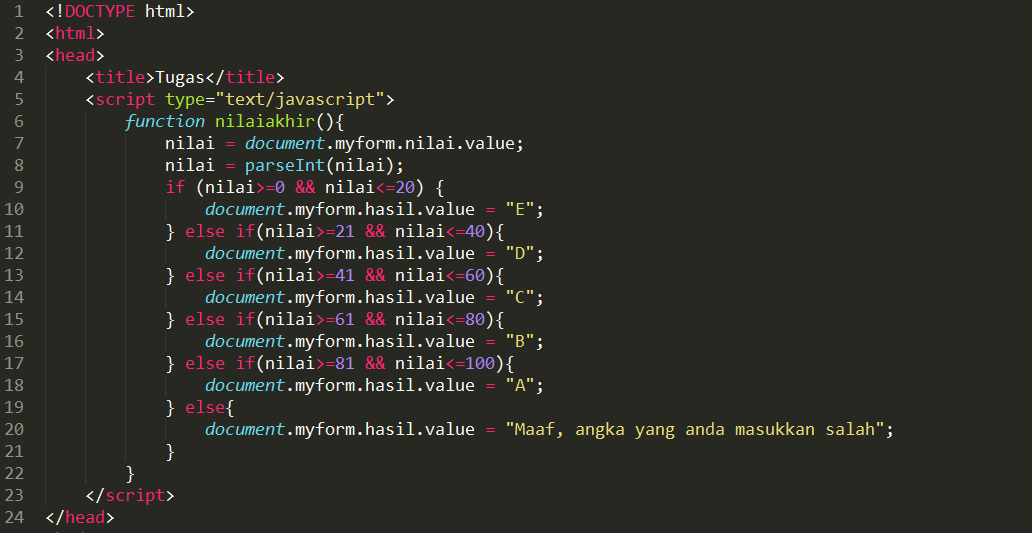 1 <!DOCTYPE html>
2 <html>
3 <head>
4 <title>Tugas</title>
5 <script type="text/javascript">
6 function nilaiakhir(){
7 nilai = document.myform.nilai.value;
8 nilai = parseInt(nilai);
9 if (nilai>=0 && nilai<=20) {
10 document.myform.hasil.value = "E";
11 } else if(nilai>=21 && nilai<=40){
12 document.myform.hasil.value = "D";
13 } else if(nilai>=41 && nilai<=60){
14 document.myform.hasil.value = "C";
15 } else if(nilai>=61 && nilai<=80){
16 document.myform.hasil.value = "B";
17 } else if(nilai>=81 && nilai<=100){
18 document.myform.hasil.value = "A";
19 } else{
20 document.myform.hasil.value = "Maaf, angka yang anda masukkan salah";
21 }
22 }
23 </script>
24 </head>